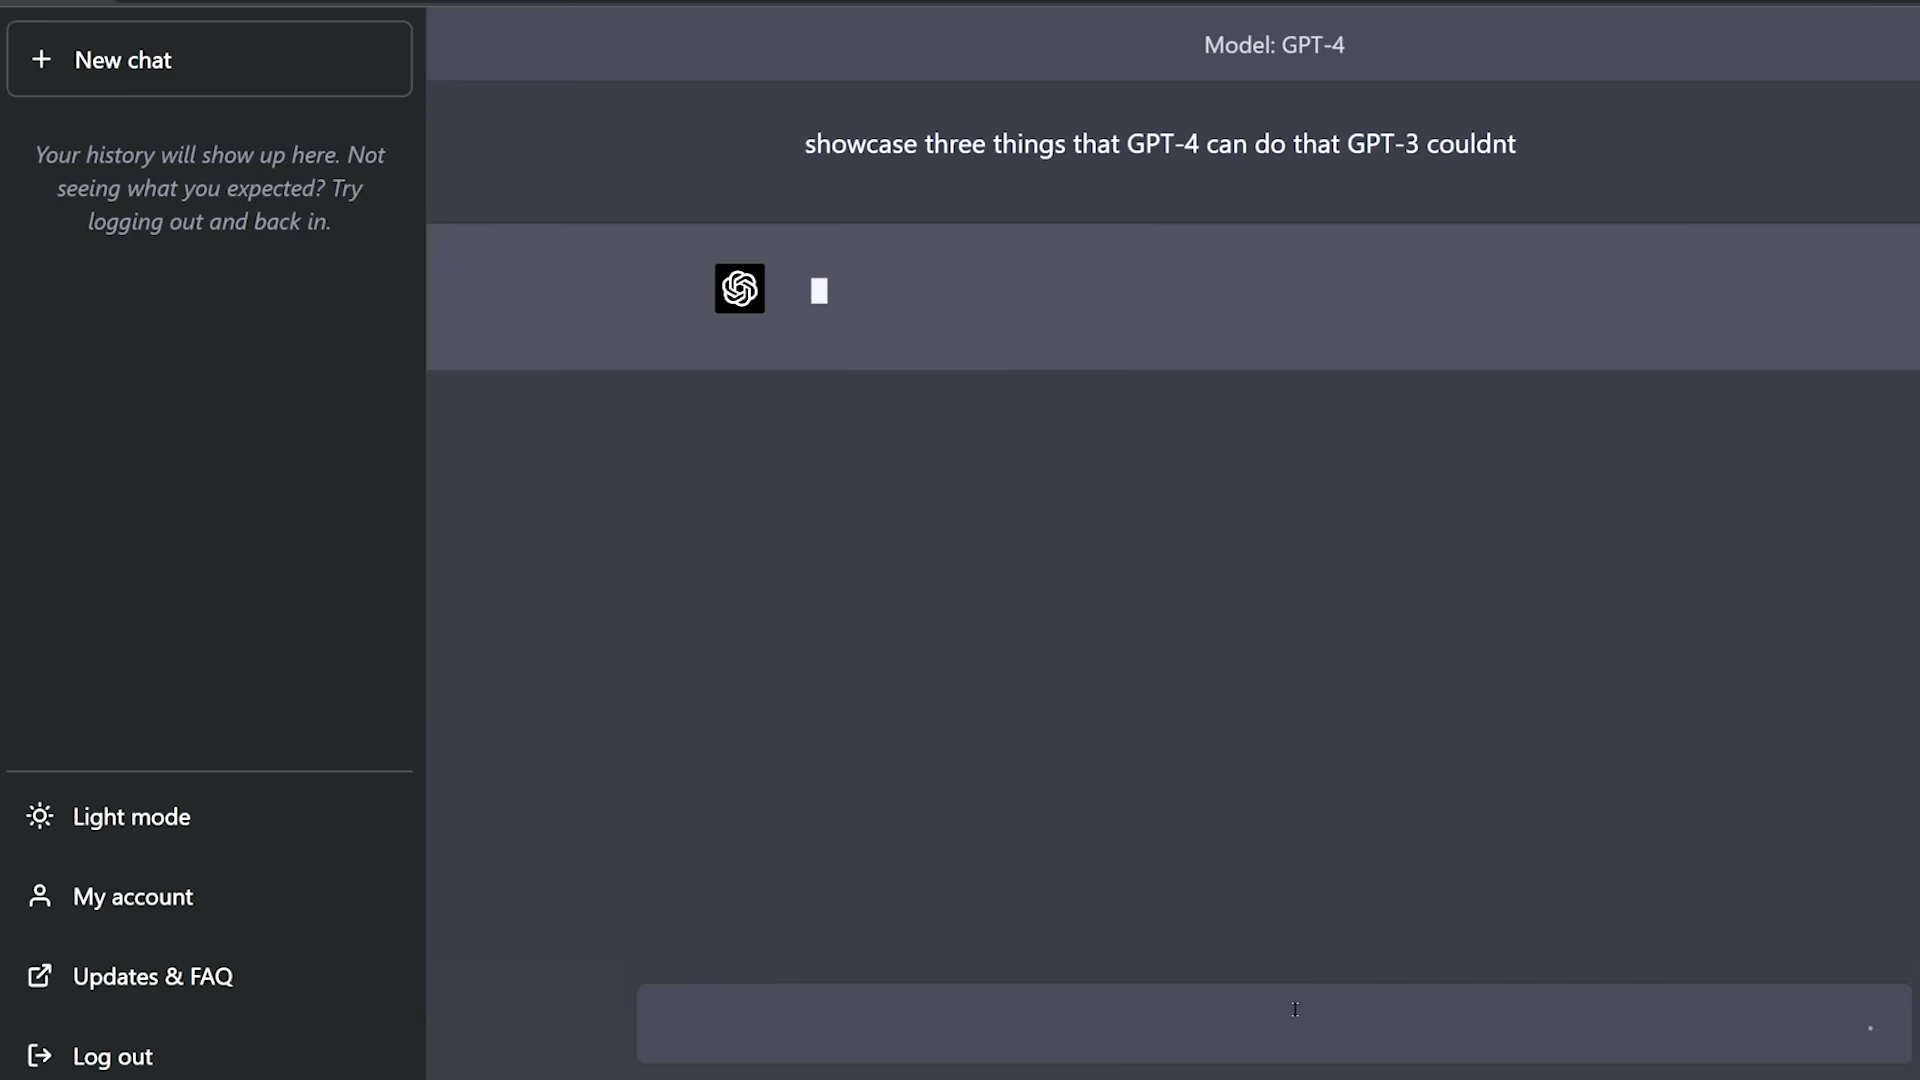 New chat
Your history will show up here. Not
seeing what you expected? Try
logging out and back in.
Light mode
My account
Updates & FAQ
Log out
Model: GPT-4
showcase three things that GPT-4 can do that GPT-3 couldnt